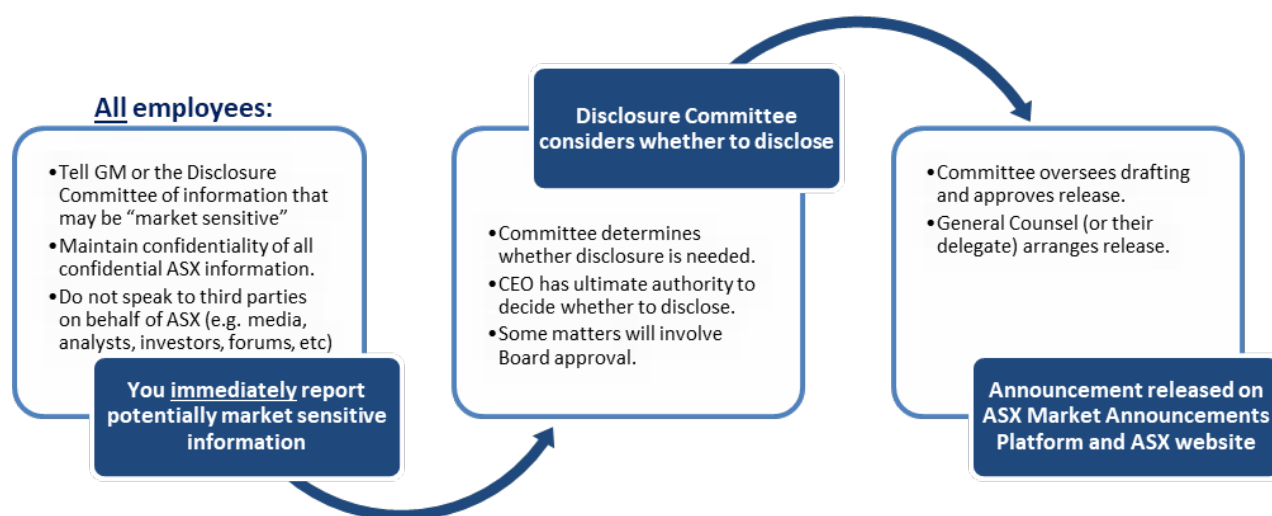 All employees:
•Tell GM or the Disclosure
Committee of information that
may be “market sensitive”
•Maintain confidentiality of all
confidential ASX information.
•Do not speak to third parties
on behalf of ASX (e.g. media,
analysts, investors, forums, etc)
You immediately report
potentially market sensitive
information
Disclosure Committee
considers whether to disclose
•Committee determines
whether disclosure is needed.
•CEO has ultimate authority to
decide whether to disclose.
•Some matters will involve
Board approval.
•Committee oversees drafting
and approves release.
•General Counsel (or their
delegate) arranges release.
Announcement released on
ASX Market Announcements
Platform and ASX website